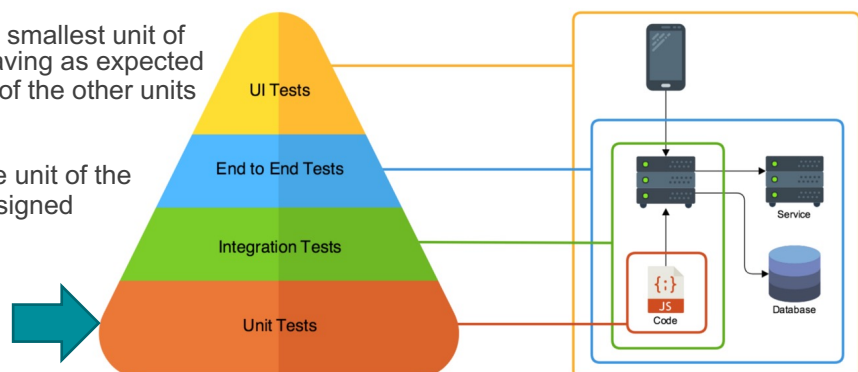 smallest unit of
aving as expected
of the other units
e unit of the
signed
UI Tests
End to End Tests
Integration Tests
Unit Tests
Service
{;}
JS
Code
Database